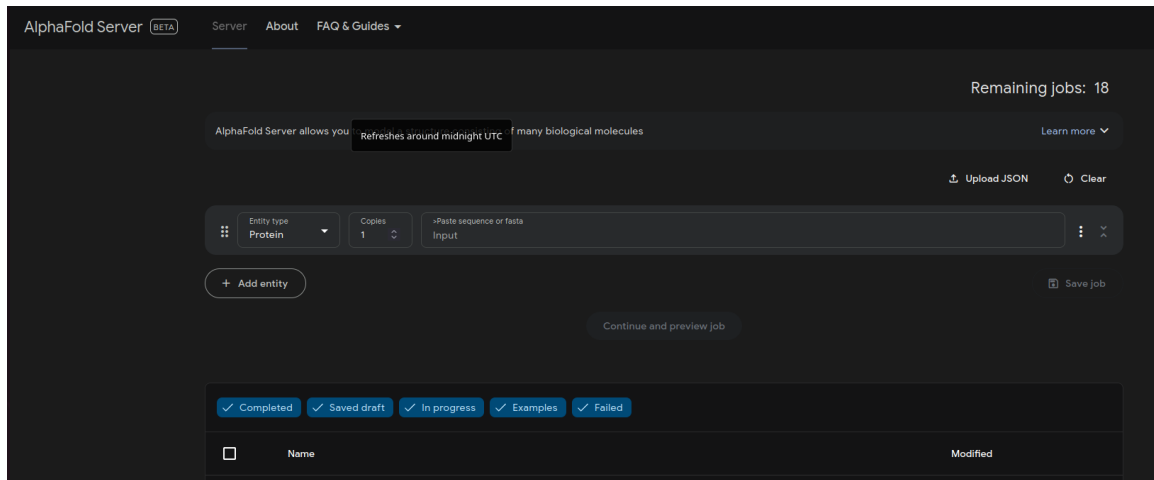 AlphaFold Server BETA Server About FAQ & Guides
Remaining jobs: 18
AlphaFold Server allows you of many biological molecules Learn more
Refreshes around midnight UTC
Upload JSON Clear
Entity type Copies >Paste sequence or fasta
Protein 1 Input
+ Add entity Save job
Continue and preview job
Completed Saved draft In progress Examples Failed
Name Modified